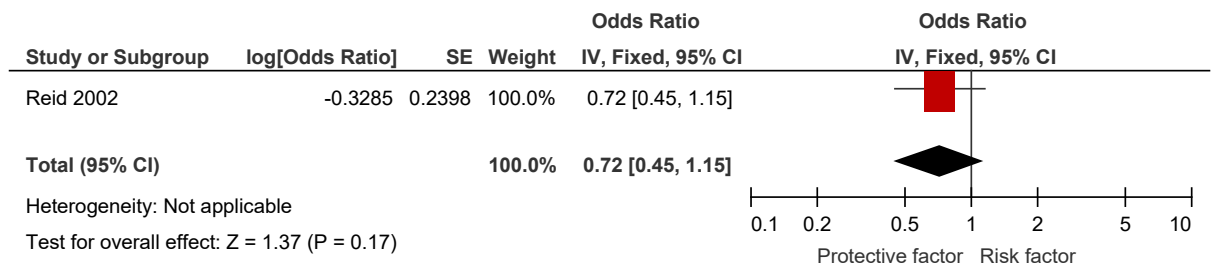 Odds Ratio Odds Ratio
Study or Subgroup log[Odds Ratio] SE Weight IV, Fixed, 95% CI IV, Fixed, 95% CI
Reid 2002 -0.3285 0.2398 100.0% 0.72 [0.45, 1.15]
Total (95% CI) 100.0% 0.72 [0.45, 1.15]
Heterogeneity: Not applicable
Test for overall effect: Z = 1.37 (P = 0.17)
0.1 0.2 0.5 1 2 5 10
Protective factor Risk factor